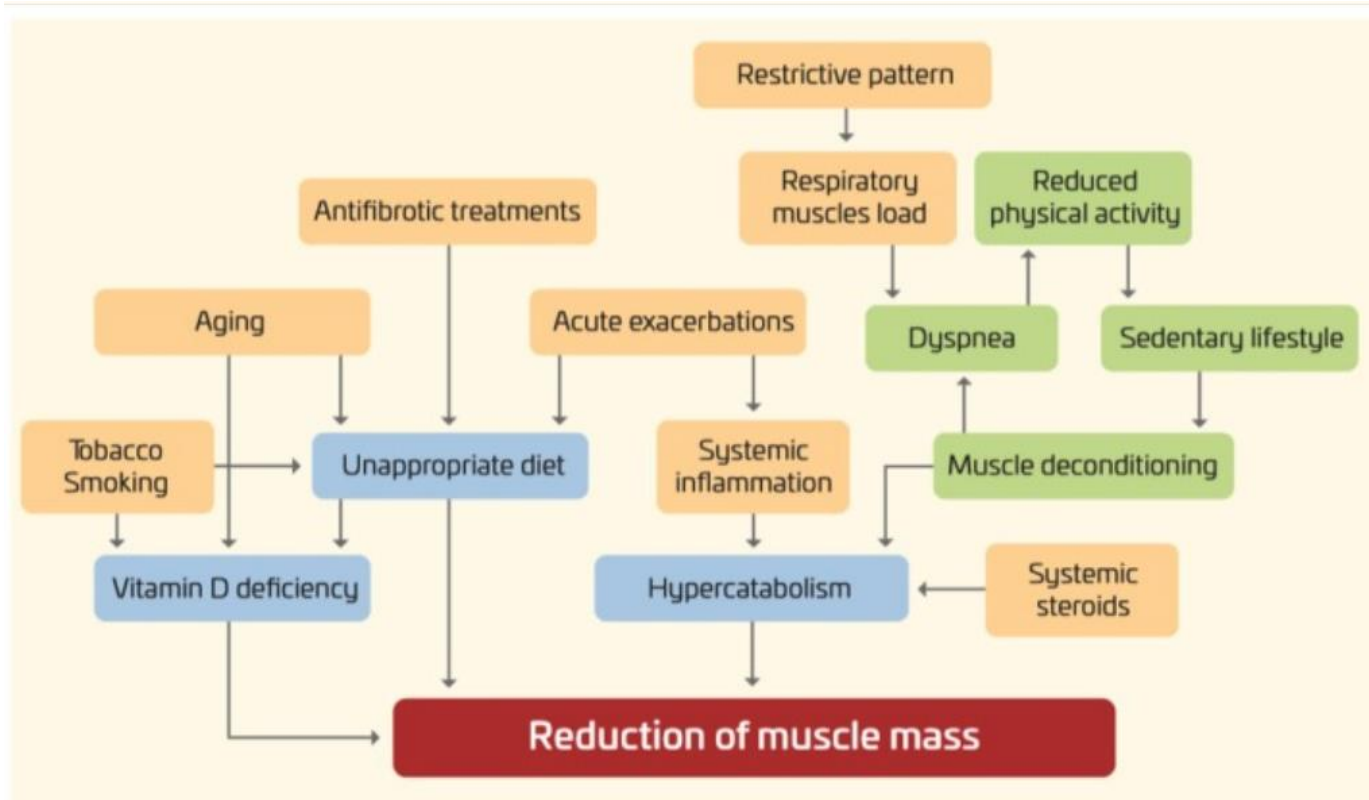 Restrictive pattern
Respiratory
muscles load
Reduced
physical activity
Antifibrotic treatments
Aging
Acute exacerbations
Dyspnea
Sedentary lifestyle
Tobacco
Smoking
Unappropriate diet
Systemic
inflammation
Muscle deconditioning
Vitamin D deficiency
Hypercatabolism
Systemic
steroids
Reduction of muscle mass